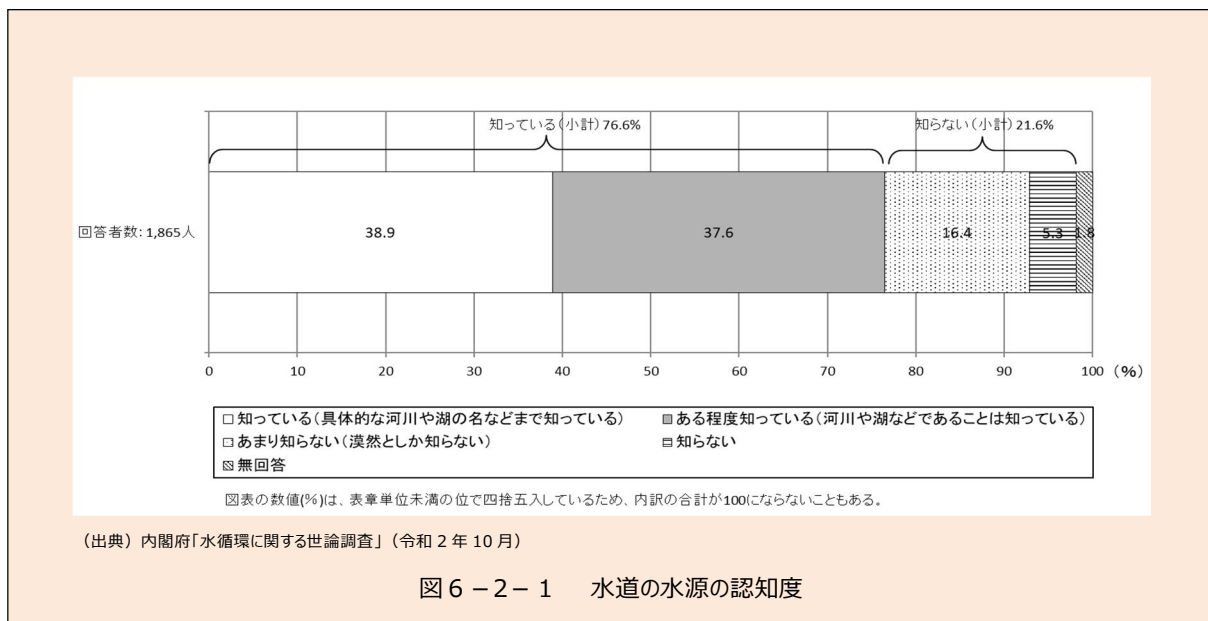 知っている(小計)76.6%
知らない(小計)21.6%
回答者数:1,865人
38.9
37.6
16.4
5.3
1.8
0 10 20 30 40 50 60 70 80 90 100 (%)
□知っている(具体的な河川や湖の名などまで知っている) ある程度知っている(河川や湖などであることは知っている)
あまり知らない(漠然としか知らない) 知らない
無回答
図表の数値(%)は、表章単位未満の位で四捨五入しているため、内訳の合計が100にならないこともある。
(出典)内閣府「水循環に関する世論調査」(令和2年10月)
図6-2-1 水道の水源の認知度